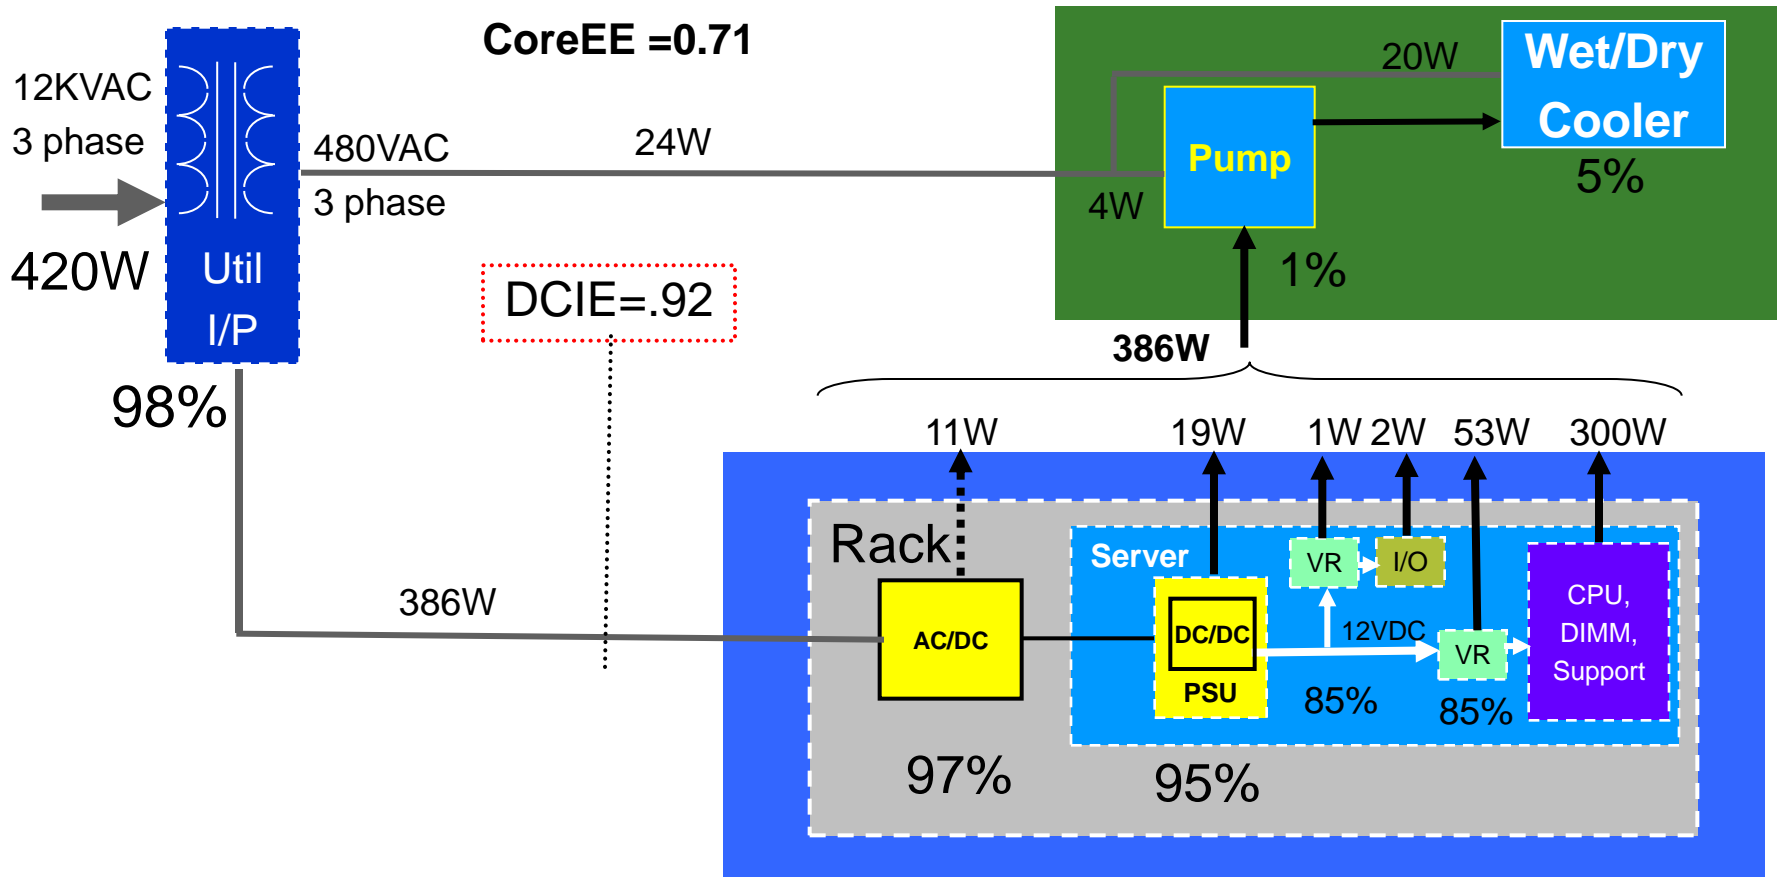 CoreEE =0.71
12KVAC
3 phase
420W
Util
I/P
98%
480VAC
3 phase
24W
4W
20W
Pump
1%
Wet/Dry
Cooler
5%
DCIE=.92
386W
11W
19W
1W
2W
53W
300W
386W
Rack
AC/DC
97%
Server
DC/DC
PSU
95%
VR
I/O
12VDC
85%
VR
85%
CPU,
DIMM,
Support